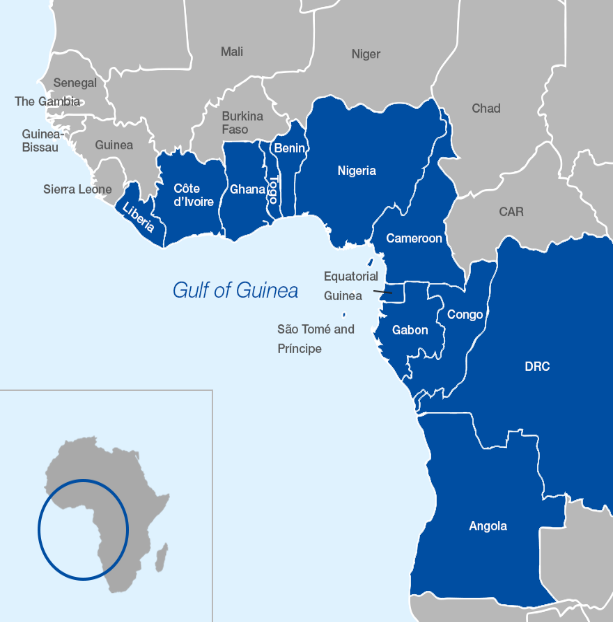 Mali
Niger
Senegal
Chad
The Gambia
Burkina
Faso
Guinea-
Bissau
Guinea
Benin
Nigeria
Sierra Leone
Côte
d'Ivoire
Ghana
Togo
Liberia
CAR
Cameroon
Equatorial
Guinea
Gulf of Guinea
Congo
São Tomé and
Príncipe
Gabon
DRC
Angola